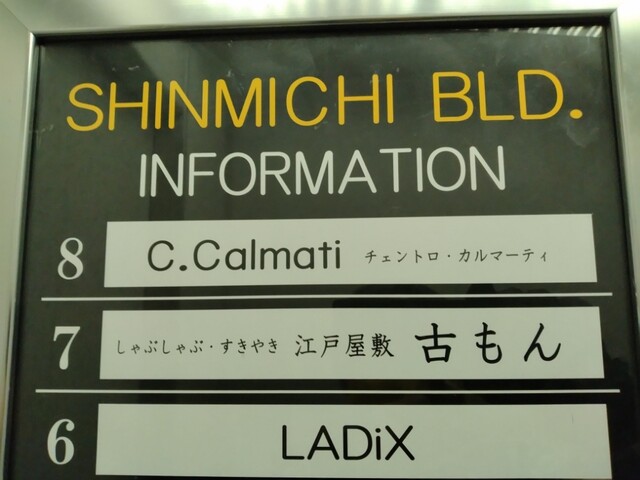 SHINMICHI BLD.
INFORMATION
8 C.Calmati チェントロ・カルマーティ
7 しゃぶしゃぶ・すきやき 江戸屋敷 古もん
6 LADiX